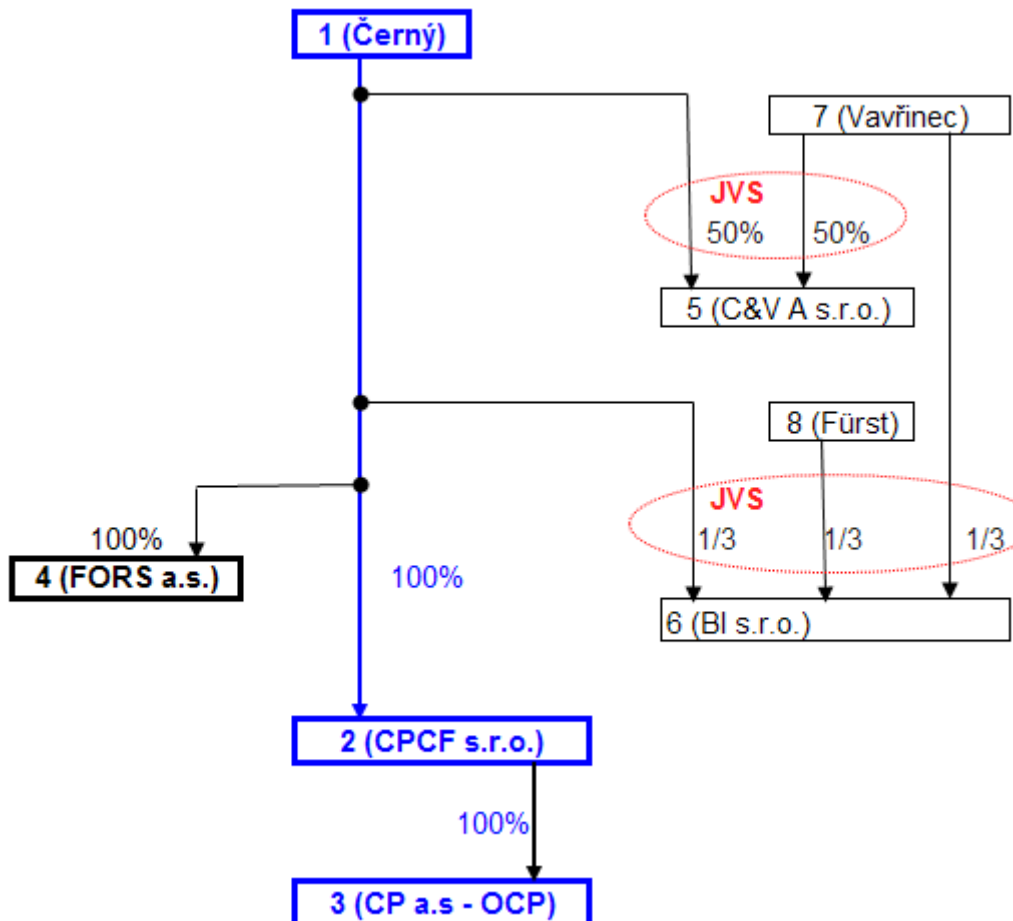 1 (Černý)
7 (Vavřinec)
JVS
50% 50%
5 (C&V A s.r.o.)
8 (Fürst)
JVS
1/3 1/3 1/3
100%
4 (FORS a.s.)
100%
6 (BI s.r.o.)
2 (CPCF s.r.o.)
100%
3 (CP a.s - OCP)